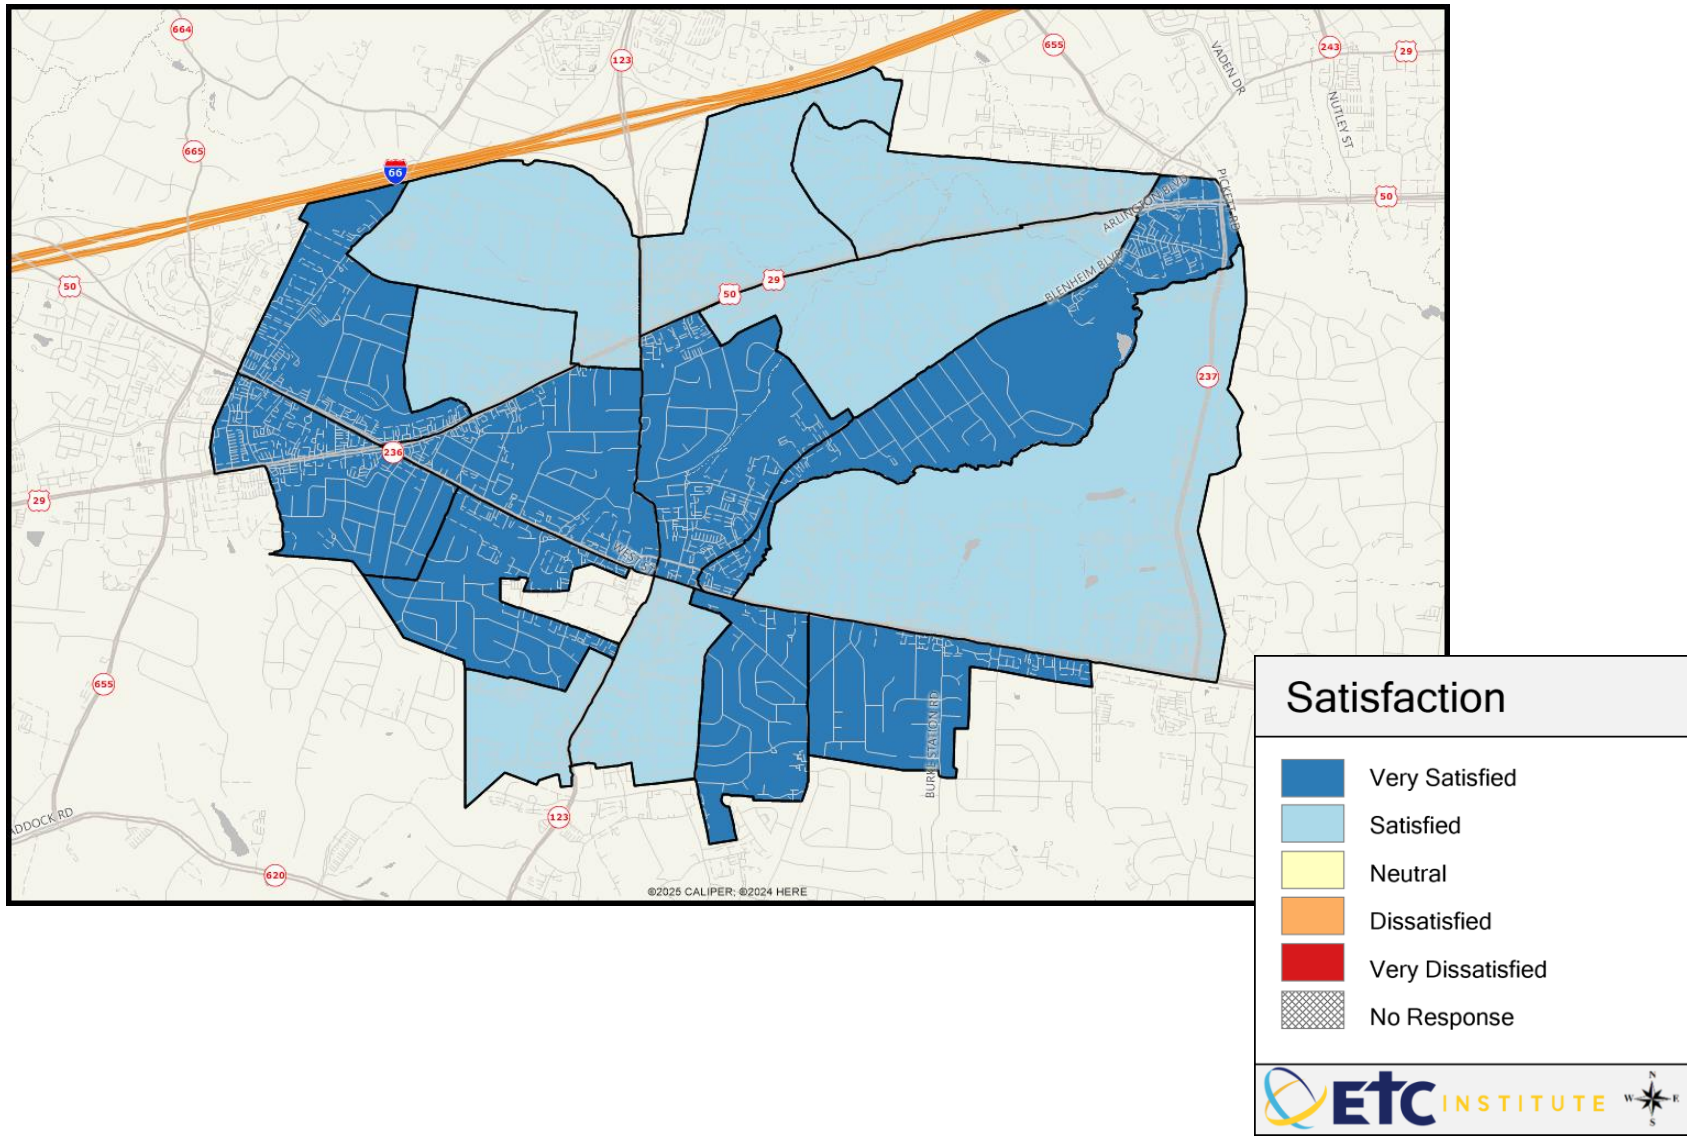 664
123
655
243
29
VADEN DR
NUTLEY ST
665
66
PICKETT RD
50
ARLINGTON BLVD
50
29
50
BLENHEIM BLVD
237
236
29
WEST ST
655
BURKE STATION RD
123
ADDOCK RD
620
©2025 CALIPER; ©2024 HERE
Satisfaction
Very Satisfied
Satisfied
Neutral
Dissatisfied
Very Dissatisfied
No Response
ETC INSTITUTE
N
W E
S